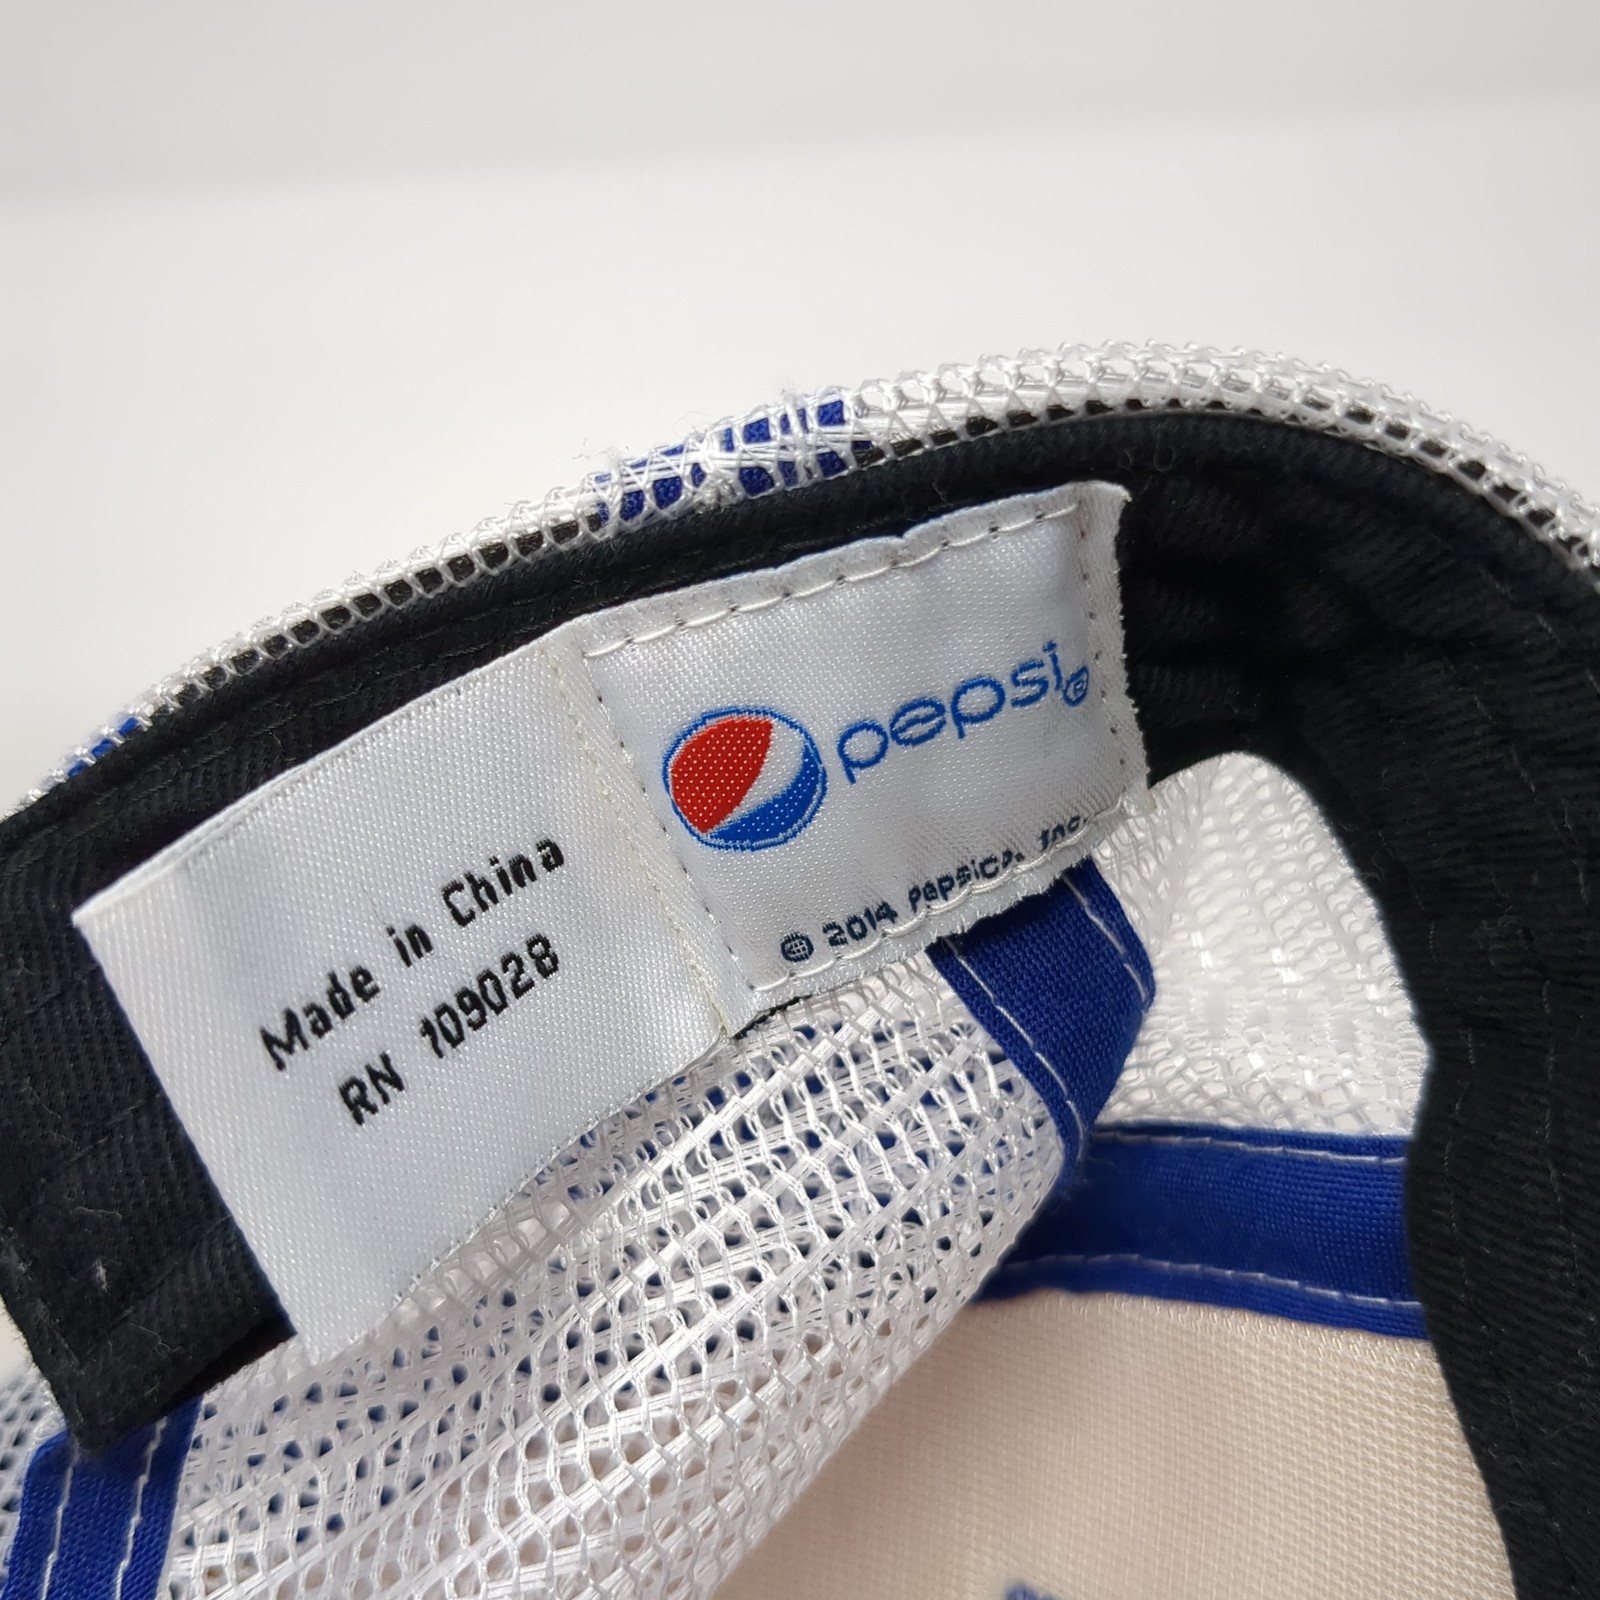 Made in China
RN 109028
pepsi®
© 2014 PepsiCo. Inc.